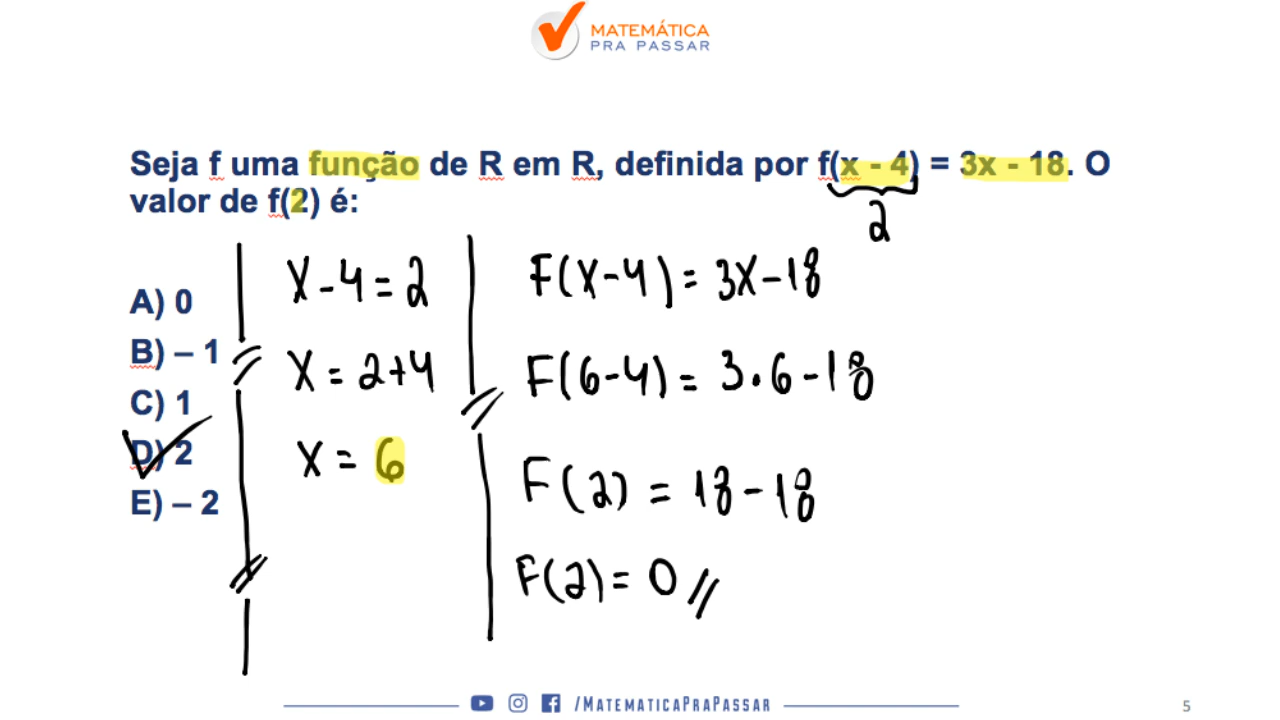 MATEMÁTICA
PRA PASSAR
Seja f uma função de R em R, definida por f(x - 4) = 3x - 18. O
valor de f(2) é:
2
A) 0
B) – 1
C) 1
D) 2
E) – 2
X - 4 = 2
X = 2 + 4
X = 6
F(X - 4) = 3X - 18
F(6 - 4) = 3 • 6 - 18
F(2) = 18 - 18
F(2) = 0 //
/MATEMATICAPRAPASSAR
5